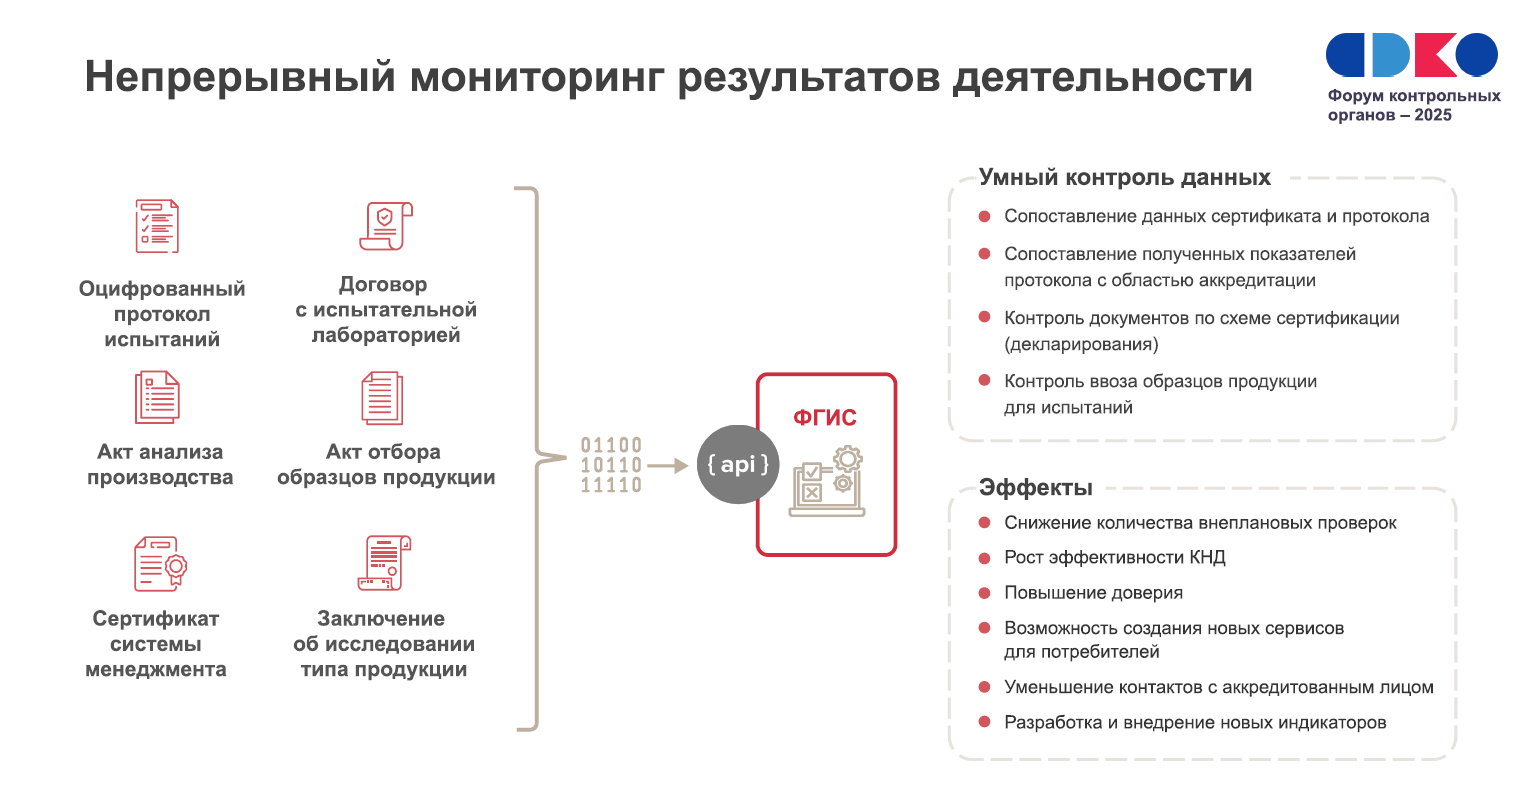 Непрерывный мониторинг результатов деятельности
ФКО
Форум контрольных
органов – 2025
Оцифрованный
протокол
испытаний
Договор
с испытательной
лабораторией
Акт анализа
производства
Акт отбора
образцов продукции
Сертификат
системы
менеджмента
Заключение
об исследовании
типа продукции
01100
10110
11110
{ api }
ФГИС
Умный контроль данных
Сопоставление данных сертификата и протокола
Сопоставление полученных показателей
протокола с областью аккредитации
Контроль документов по схеме сертификации
(декларирования)
Контроль ввоза образцов продукции
для испытаний
Эффекты
Снижение количества внеплановых проверок
Рост эффективности КНД
Повышение доверия
Возможность создания новых сервисов
для потребителей
Уменьшение контактов с аккредитованным лицом
Разработка и внедрение новых индикаторов